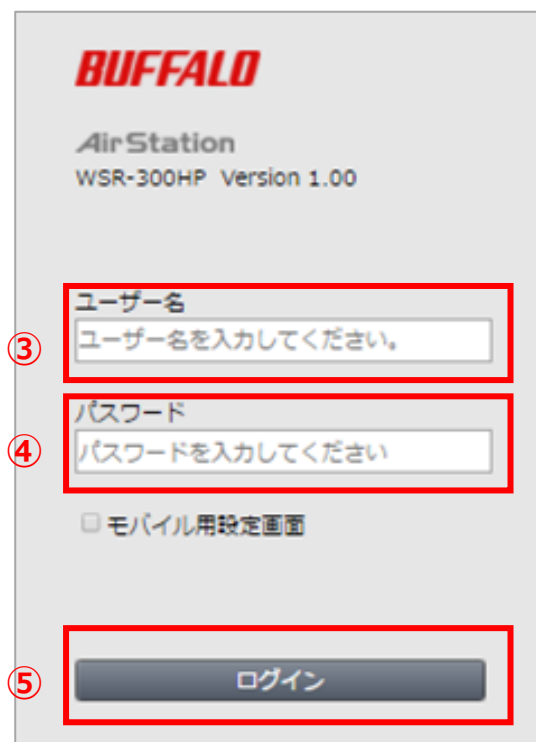 BUFFALO
AirStation
WSR-300HP Version 1.00
ユーザー名
③
ユーザー名を入力してください。
パスワード
④
パスワードを入力してください
モバイル用設定画面
⑤
ログイン